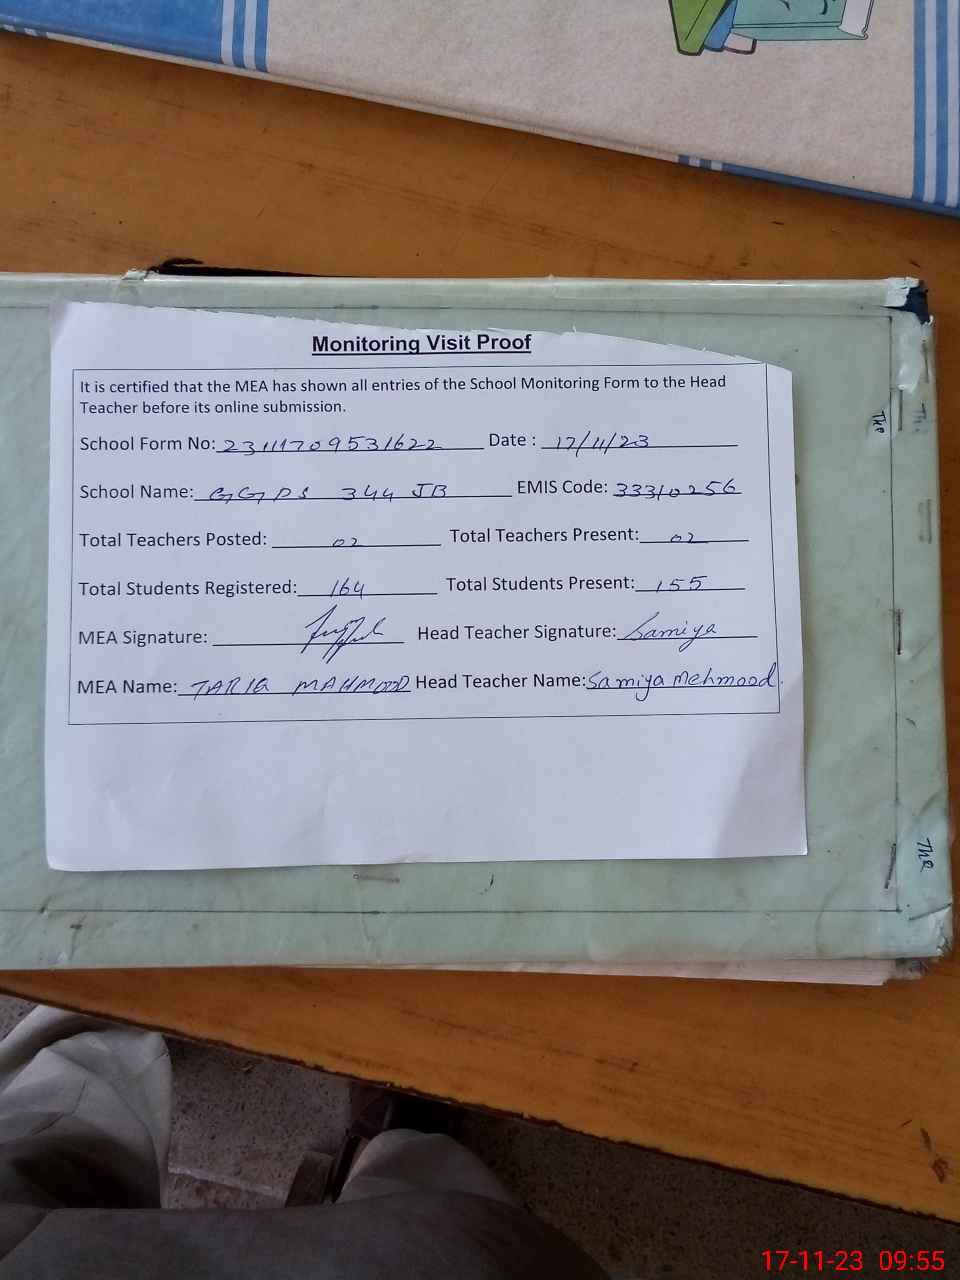 Monitoring Visit Proof
It is certified that the MEA has shown all entries of the School Monitoring Form to the Head
Teacher before its online submission.
School Form No: 23111709531622 Date : 17/11/23
School Name: GGPS 344 JB EMIS Code: 33310256
Total Teachers Posted: 02 Total Teachers Present: 02
Total Students Registered: 164 Total Students Present: 155
MEA Signature: Head Teacher Signature: Samiya
MEA Name: TARIQ MAHMOOD Head Teacher Name: Samiya Mehmood.
The
The
17-11-23 09:55